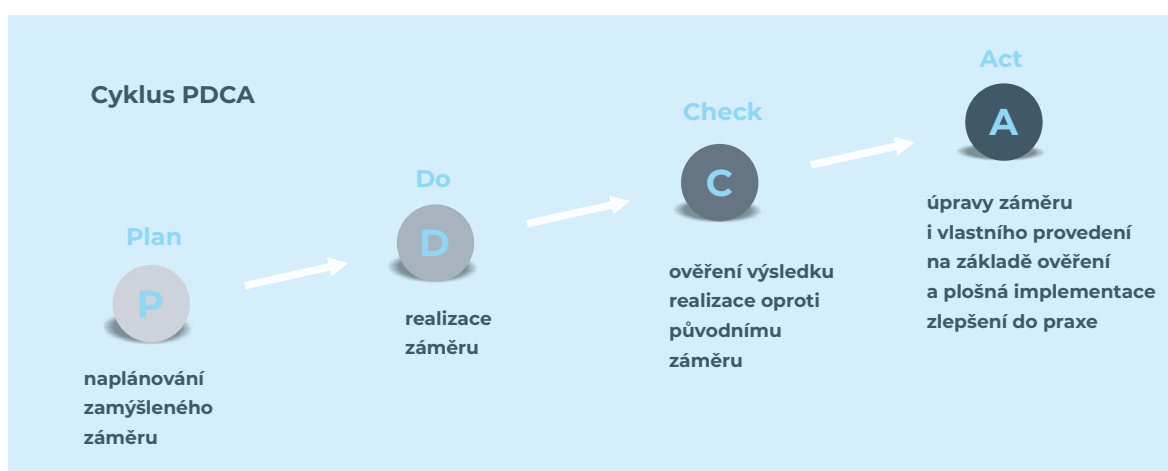 Cyklus PDCA
Plan
P
naplánování
zamýšleného
záměru
Do
D
realizace
záměru
Check
C
ověření výsledku
realizace oproti
původnímu
záměru
Act
A
úpravy záměru
i vlastního provedení
na základě ověření
a plošná implementace
zlepšení do praxe